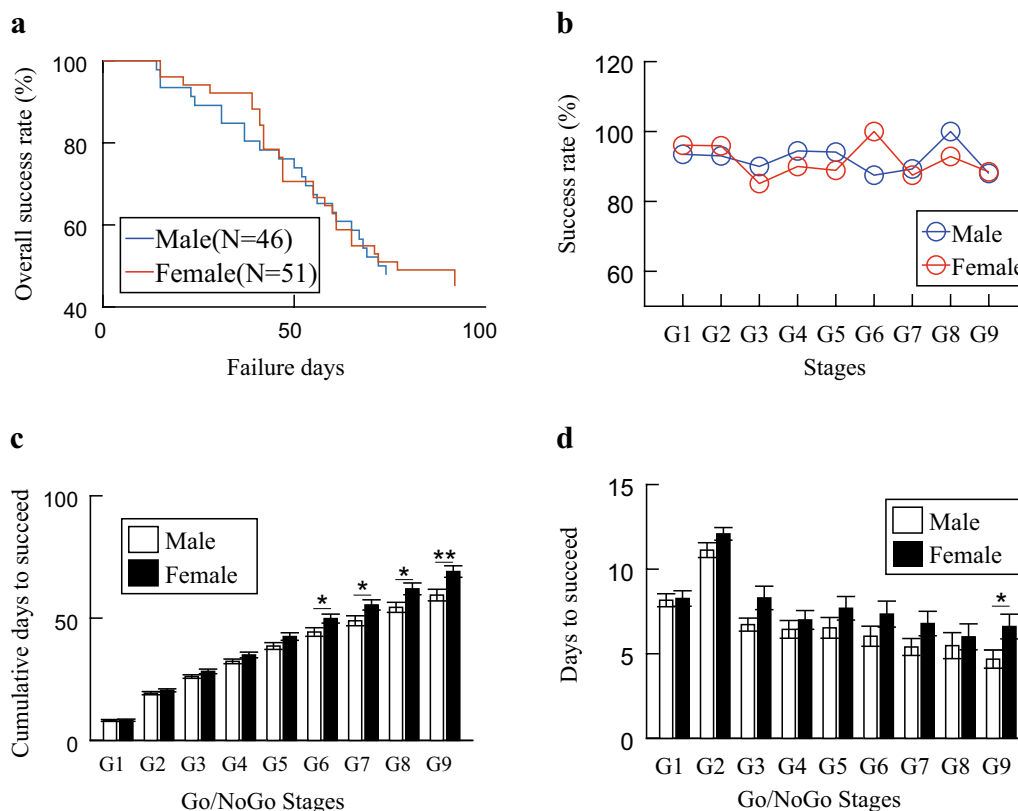 a
Overall success rate (%)
100
80
60
40
0
50
100
Male(N=46)
Female(N=51)
Failure days
b
Success rate (%)
120
100
80
60
G1 G2 G3 G4 G5 G6 G7 G8 G9
Male
Female
Stages
c
Cumulative days to succeed
100
50
0
Male
Female
*
*
*
**
G1 G2 G3 G4 G5 G6 G7 G8 G9
Go/NoGo Stages
d
Days to succeed
15
10
5
0
Male
Female
*
G1 G2 G3 G4 G5 G6 G7 G8 G9
Go/NoGo Stages